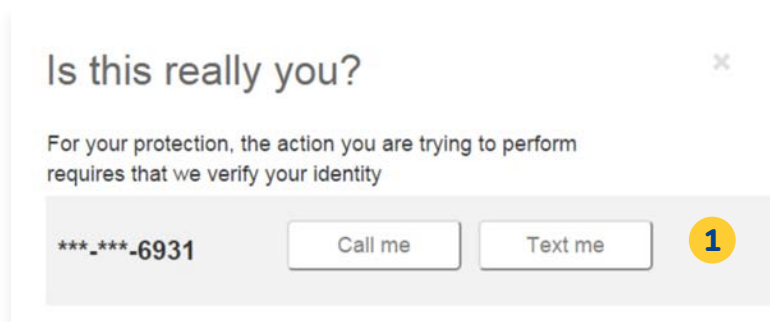 Is this really you?
×
For your protection, the action you are trying to perform
requires that we verify your identity
***-***-6931 Call me Text me 1